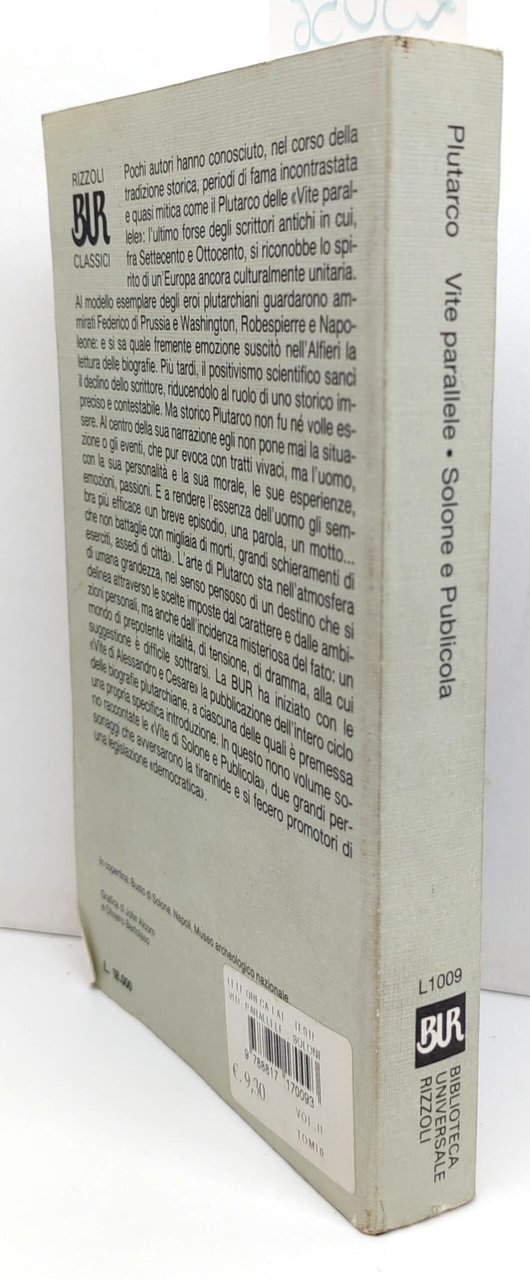 RIZZOLI
BUR
CLASSICI
Pochi autori hanno conosciuto, nel corso della
tradizione storica, periodi di fama incontrastata
e quasi mitica come il Plutarco delle «Vite paral-
lele»: l'ultimo forse degli scrittori antichi in cui,
fra Settecento e Ottocento, si riconobbe lo spi-
rito di un'Europa ancora culturalmente unitaria.
Al modello esemplare degli eroi plutarchiani guardarono am-
mirati Federico di Prussia e Washington, Robespierre e Napo-
leone: e si sa quale fremente emozione suscitò nell'Alfieri la
lettura delle biografie. Più tardi, il positivismo scientifico sancì
il declino dello scrittore, riducendolo al ruolo di uno storico im-
preciso e contestabile. Ma storico Plutarco non fu né volle es-
sere. Al centro della sua narrazione egli non pone mai la situa-
zione o gli eventi, che pur evoca con tratti vivaci, ma l'uomo,
con la sua personalità e la sua morale, le sue esperienze,
emozioni, passioni. E a rendere l'essenza dell'uomo gli sem-
bra più efficace «un breve episodio, una parola, un motto...
che non battaglie con migliaia di morti, grandi schieramenti di
eserciti, assedi di città». L'arte di Plutarco sta nell'atmosfera
di umana grandezza, nel senso pensoso di un destino che si
delinea attraverso le scelte imposte dal carattere e dalle ambi-
zioni personali, ma anche dall'incidenza misteriosa del fato: un
mondo di prepotente vitalità, di tensione, di dramma, alla cui
suggestione è difficile sottrarsi. La BUR ha iniziato con le
«Vite di Alessandro e Cesare» la pubblicazione dell'intero ciclo
delle biografie plutarchiane, a ciascuna delle quali è premessa
una propria specifica introduzione. In questo nono volume so-
no raccontate le «Vite di Solone e Publicola», due grandi per-
sonaggi che avversarono la tirannide e si fecero promotori di
una legislazione «democratica».
In copertina: Busto di Solone. Napoli, Museo archeologico nazionale
Grafica di John Alcorn
e Oliviero Bertolaso
L. 18.000
TESTI
VITE PARALLELE SOLONE
9 788817 170093
€. 9,30
VOL.U
TOMI0
Plutarco Vite parallele • Solone e Publicola
L1009
BUR
BIBLIOTECA
UNIVERSALE
RIZZOLI